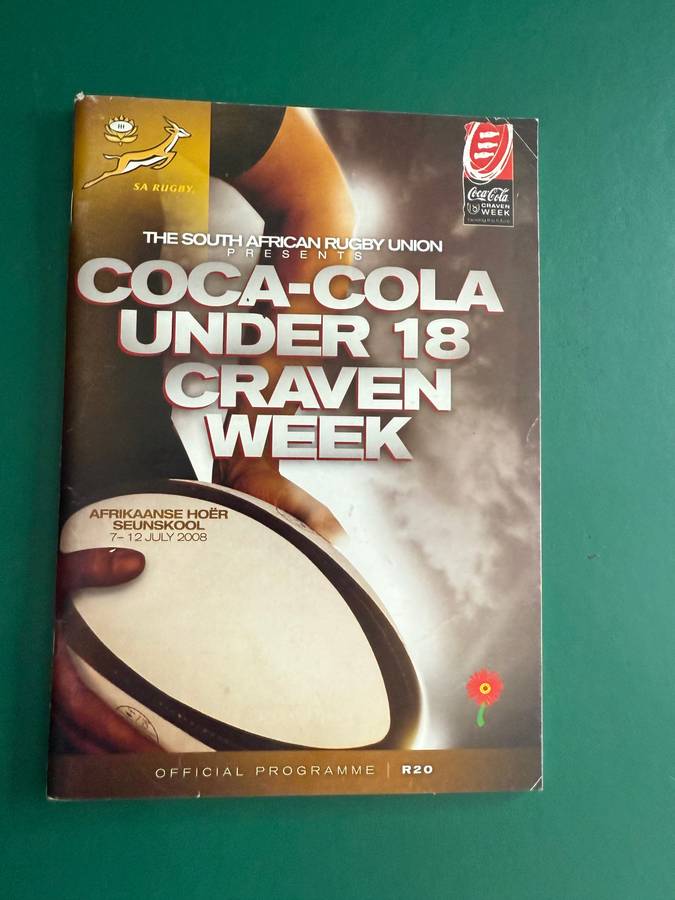 SA RUGBY.
Coca-Cola
CRAVEN
WEEK
THE SOUTH AFRICAN RUGBY UNION
PRESENTS
COCA-COLA
UNDER 18
CRAVEN
WEEK
AFRIKAANSE HOËR
SEUNSKOOL
7–12 JULY 2008
OFFICIAL PROGRAMME | R20